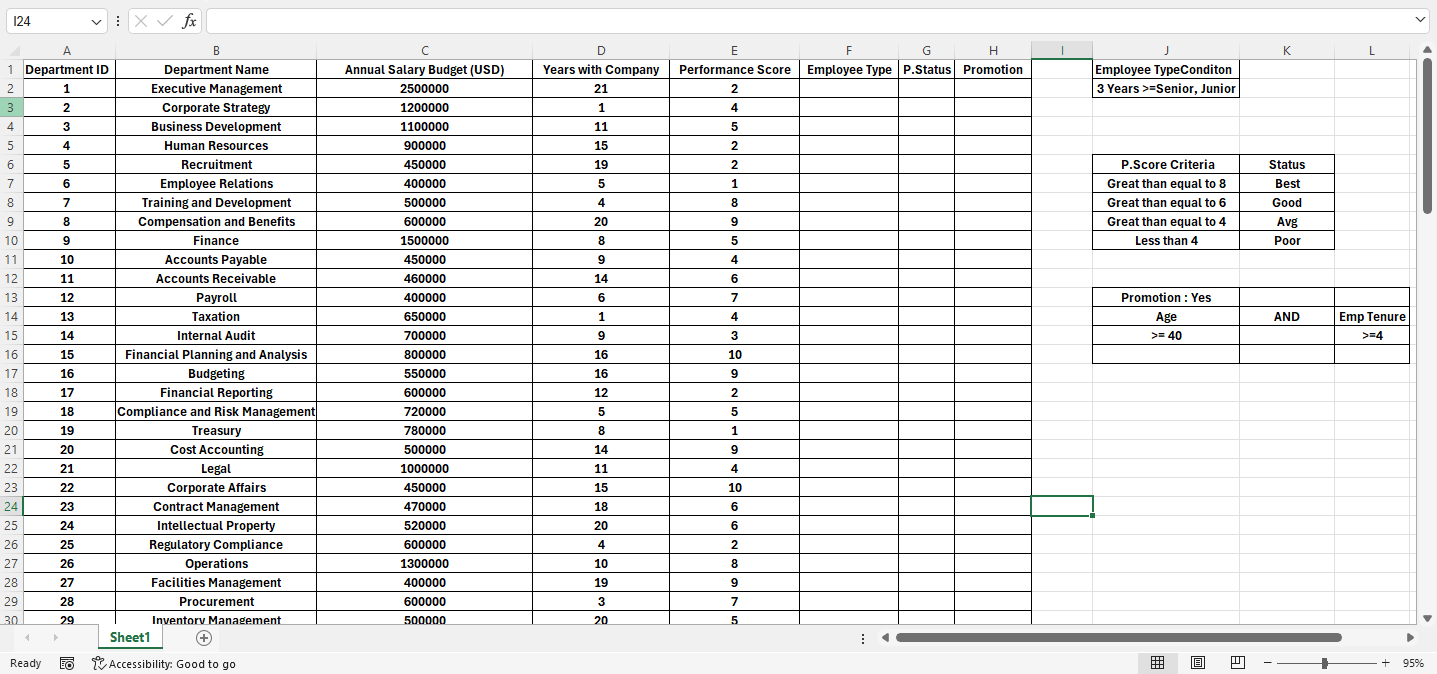 I24 fx
A B C D E F G H I J K L
1 Department ID Department Name Annual Salary Budget (USD) Years with Company Performance Score Employee Type P.Status Promotion Employee TypeConditon
2 1 Executive Management 2500000 21 2 3 Years >=Senior, Junior
3 2 Corporate Strategy 1200000 1 4
4 3 Business Development 1100000 11 5
5 4 Human Resources 900000 15 2
6 5 Recruitment 450000 19 2 P.Score Criteria Status
7 6 Employee Relations 400000 5 1 Great than equal to 8 Best
8 7 Training and Development 500000 4 8 Great than equal to 6 Good
9 8 Compensation and Benefits 600000 20 9 Great than equal to 4 Avg
10 9 Finance 1500000 8 5 Less than 4 Poor
11 10 Accounts Payable 450000 9 4
12 11 Accounts Receivable 460000 14 6
13 12 Payroll 400000 6 7 Promotion : Yes
14 13 Taxation 650000 1 4 Age AND Emp Tenure
15 14 Internal Audit 700000 9 3 >= 40 >=4
16 15 Financial Planning and Analysis 800000 16 10
17 16 Budgeting 550000 16 9
18 17 Financial Reporting 600000 12 2
19 18 Compliance and Risk Management 720000 5 5
20 19 Treasury 780000 8 1
21 20 Cost Accounting 500000 14 9
22 21 Legal 1000000 11 4
23 22 Corporate Affairs 450000 15 10
24 23 Contract Management 470000 18 6
25 24 Intellectual Property 520000 20 6
26 25 Regulatory Compliance 600000 4 2
27 26 Operations 1300000 10 8
28 27 Facilities Management 400000 19 9
29 28 Procurement 600000 3 7
30 29 Inventory Management 500000 20 5
Sheet1
Ready Accessibility: Good to go 95%